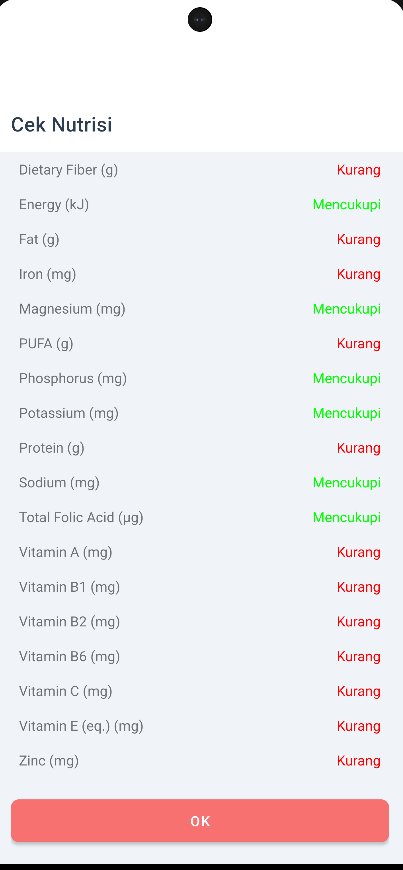 Cek Nutrisi
Dietary Fiber (g) Kurang
Energy (kJ) Mencukupi
Fat (g) Kurang
Iron (mg) Kurang
Magnesium (mg) Mencukupi
PUFA (g) Kurang
Phosphorus (mg) Mencukupi
Potassium (mg) Mencukupi
Protein (g) Kurang
Sodium (mg) Mencukupi
Total Folic Acid (µg) Mencukupi
Vitamin A (mg) Kurang
Vitamin B1 (mg) Kurang
Vitamin B2 (mg) Kurang
Vitamin B6 (mg) Kurang
Vitamin C (mg) Kurang
Vitamin E (eq.) (mg) Kurang
Zinc (mg) Kurang
OK